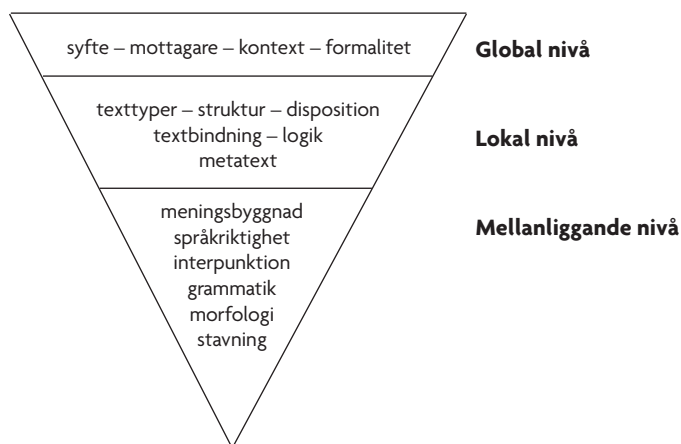 syfte – mottagare – kontext – formalitet
Global nivå
texttyper – struktur – disposition
textbindning – logik
metatext
Lokal nivå
meningsbyggnad
språkriktighet
interpunktion
grammatik
morfologi
stavning
Mellanliggande nivå